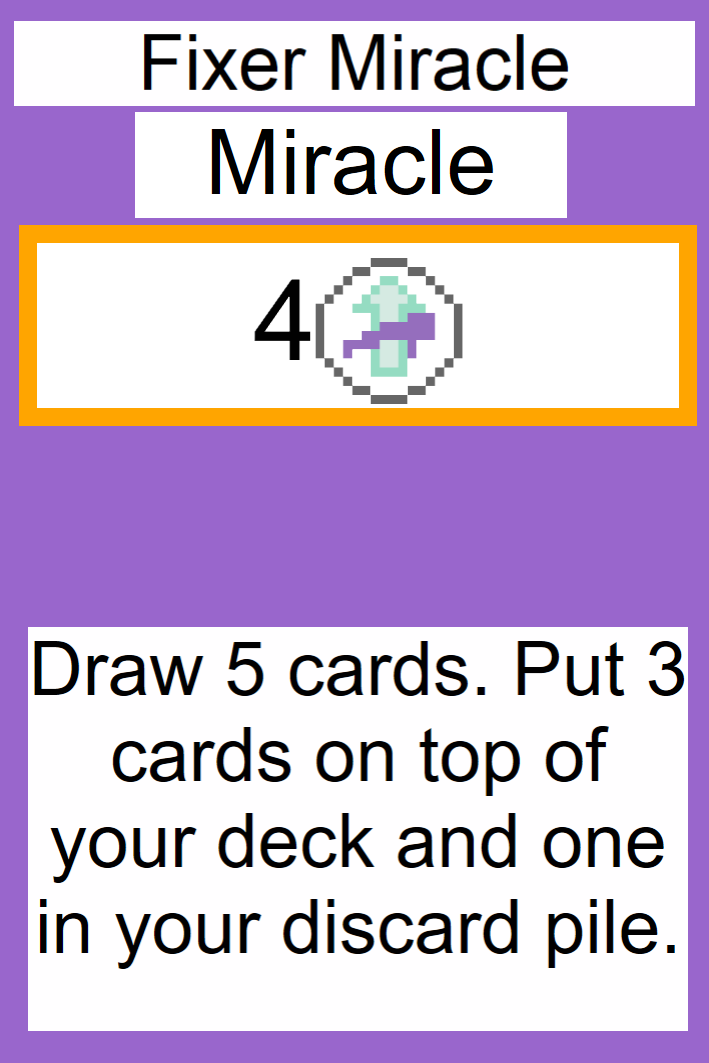 Fixer Miracle
Miracle
4
Draw 5 cards. Put 3
cards on top of
your deck and one
in your discard pile.